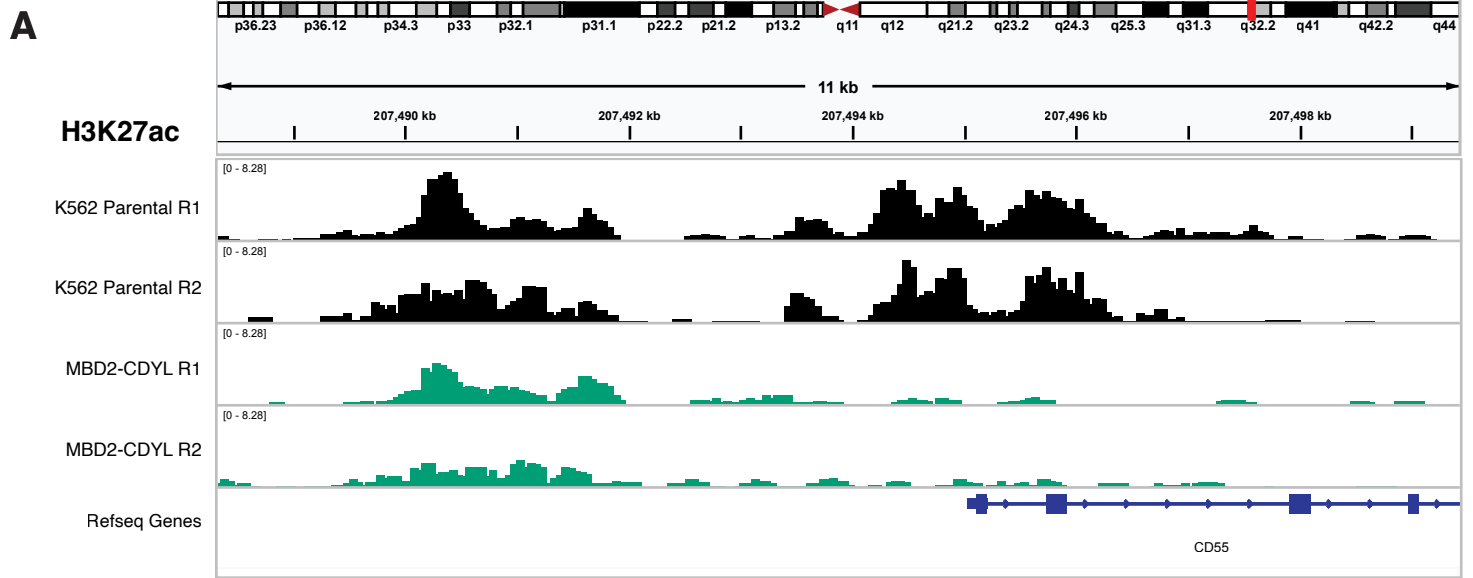 A
p36.23 p36.12 p34.3 p33 p32.1 p31.1 p22.2 p21.2 p13.2 q11 q12 q21.2 q23.2 q24.3 q25.3 q31.3 q32.2 q41 q42.2 q44
11 kb
207,490 kb 207,492 kb 207,494 kb 207,496 kb 207,498 kb
H3K27ac
[0 - 8.28]
K562 Parental R1
[0 - 8.28]
K562 Parental R2
[0 - 8.28]
MBD2-CDYL R1
[0 - 8.28]
MBD2-CDYL R2
Refseq Genes
CD55